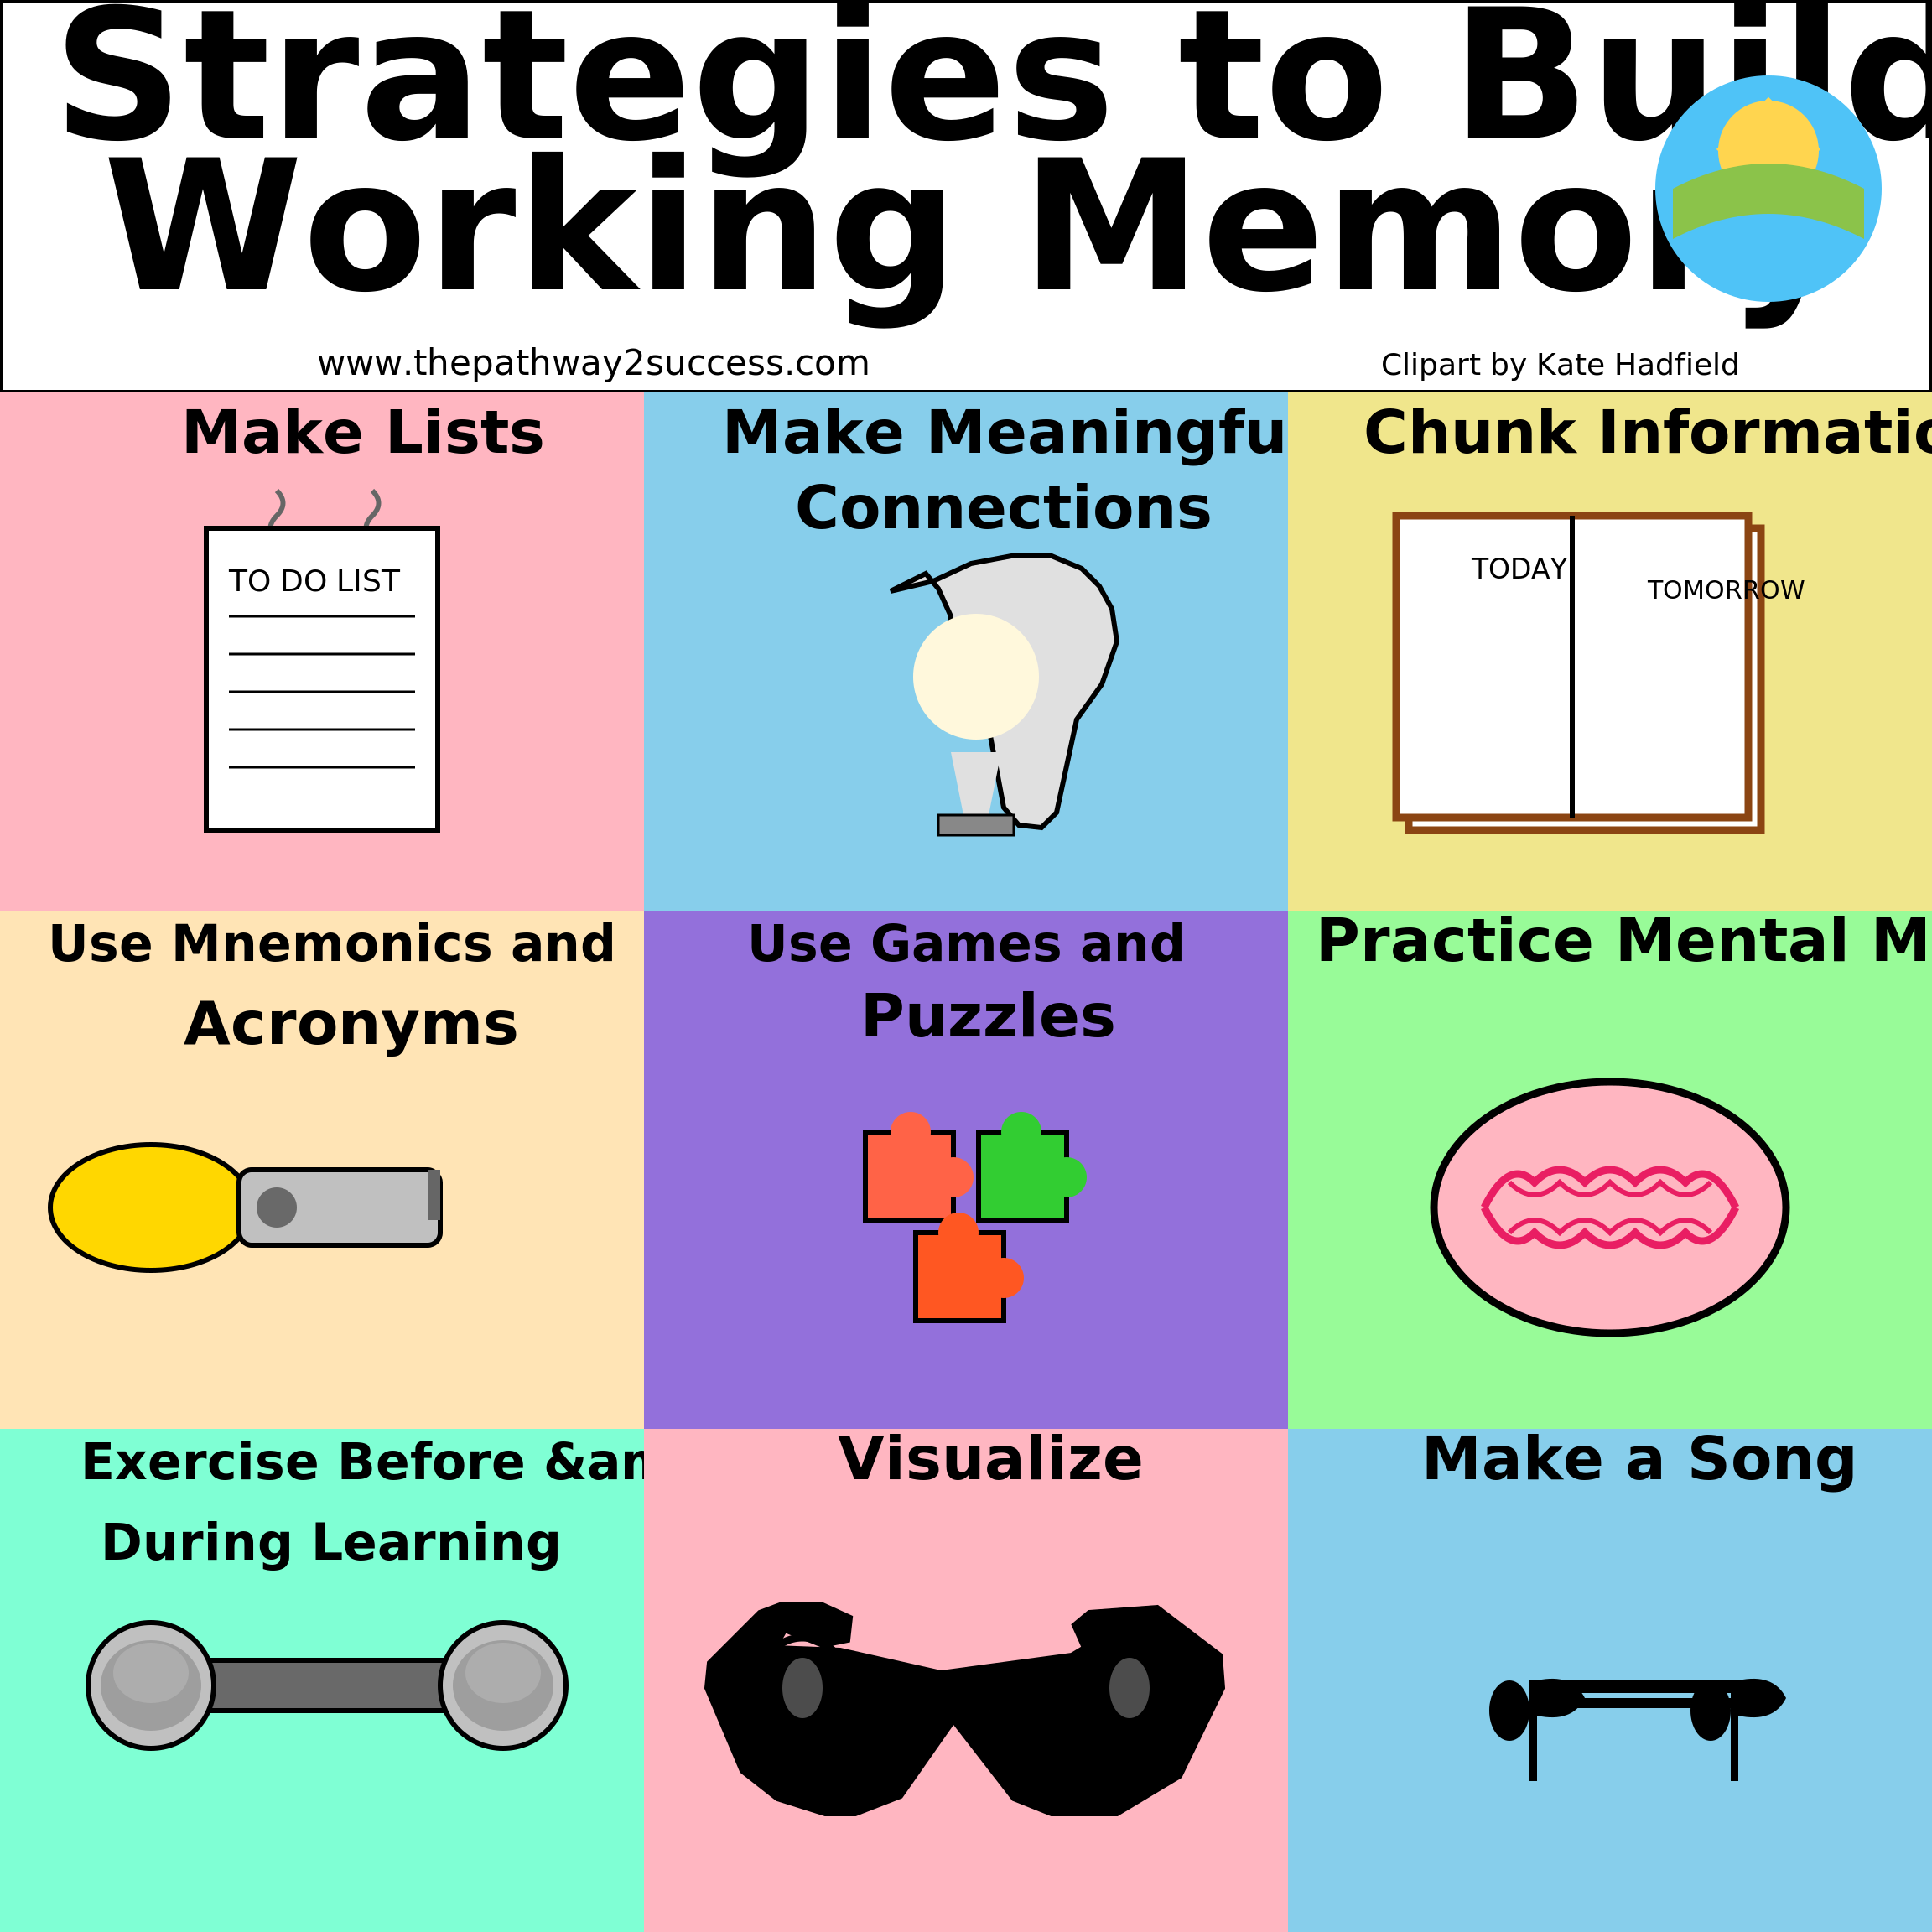 Strategies to Build
Working Memory
www.thepathway2success.com
Clipart by Kate Hadfield
Make Lists
TO DO LIST
Make Meaningfu
Connections
Chunk Informatio
TODAY
TOMORROW
Use Mnemonics and
Acronyms
Use Games and
Puzzles
Practice Mental M
Exercise Before &an
During Learning
Visualize
Make a Song